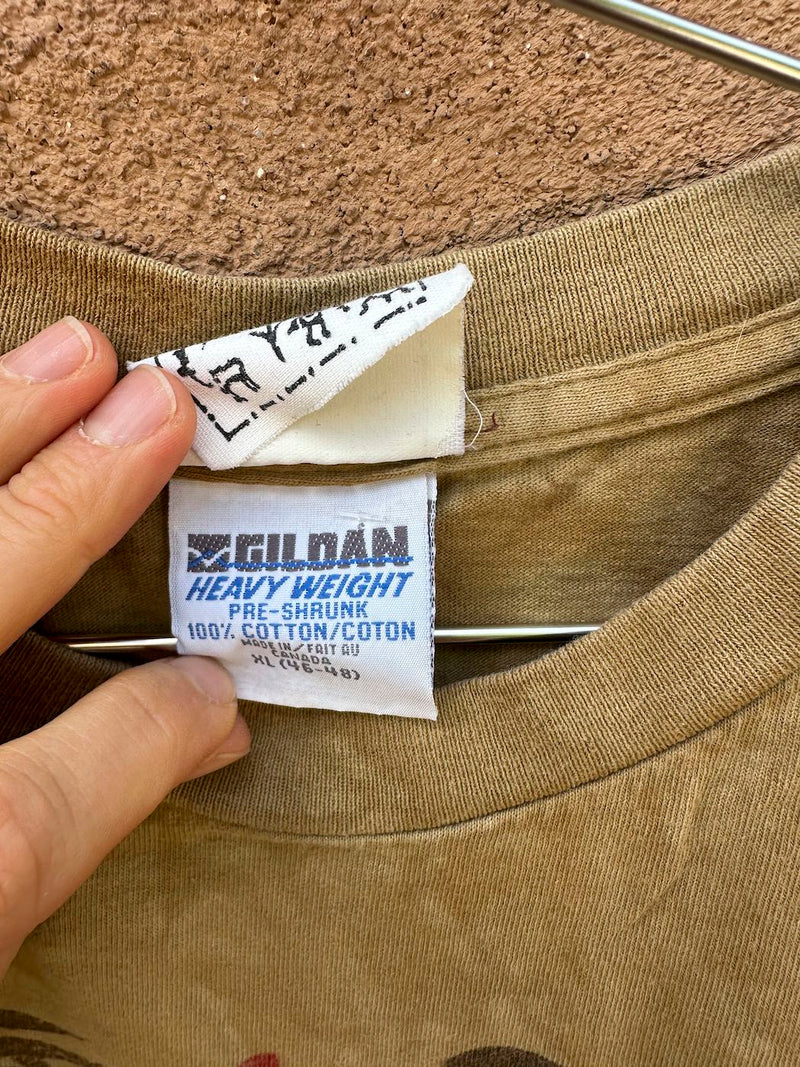 GILDAN
HEAVY WEIGHT
PRE-SHRUNK
100% COTTON/COTON
MADE IN/FAIT AU
CANADA
XL (46-48)